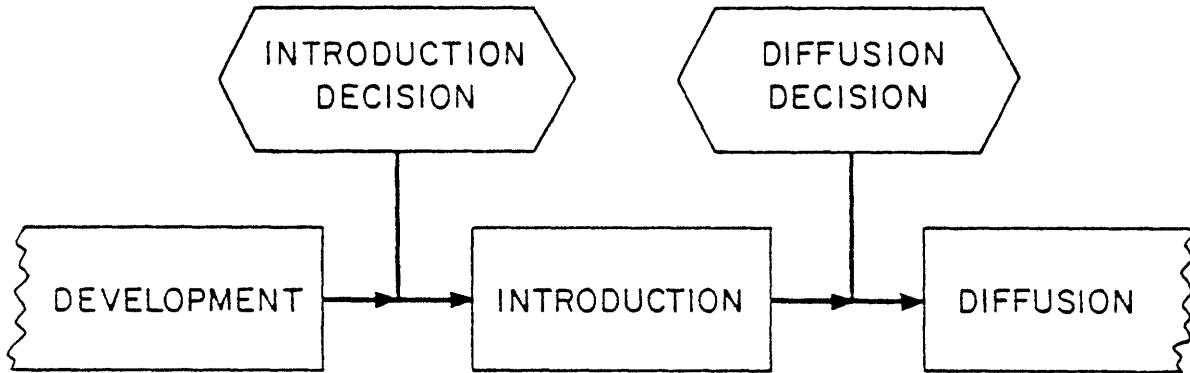 INTRODUCTION
DECISION
DIFFUSION
DECISION
DEVELOPMENT
INTRODUCTION
DIFFUSION